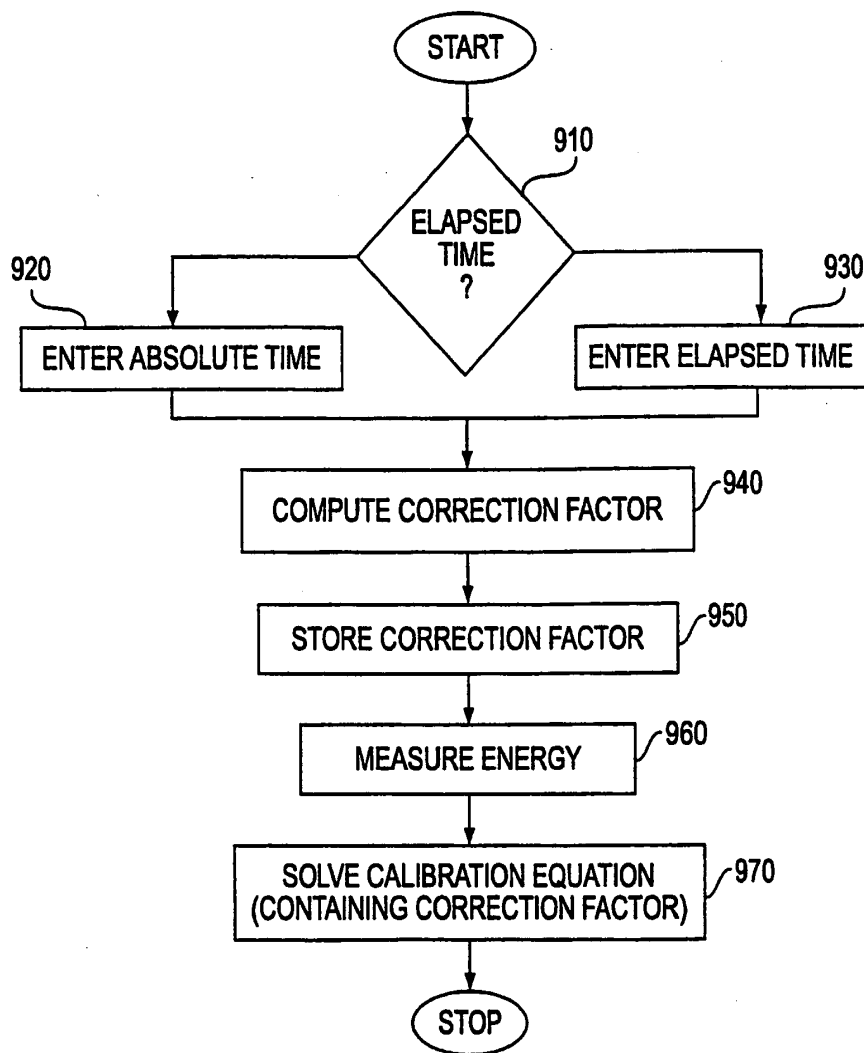 START
910
ELAPSED
TIME
?
920
930
ENTER ABSOLUTE TIME
ENTER ELAPSED TIME
COMPUTE CORRECTION FACTOR
940
STORE CORRECTION FACTOR
950
MEASURE ENERGY
960
SOLVE CALIBRATION EQUATION
(CONTAINING CORRECTION FACTOR)
970
STOP